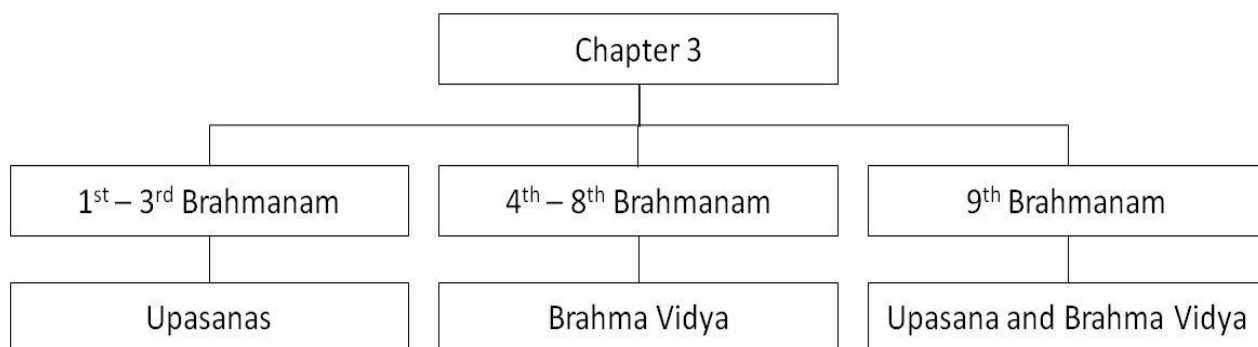 Chapter 3
1st – 3rd Brahmanam
4th – 8th Brahmanam
9th Brahmanam
Upasanas
Brahma Vidya
Upasana and Brahma Vidya